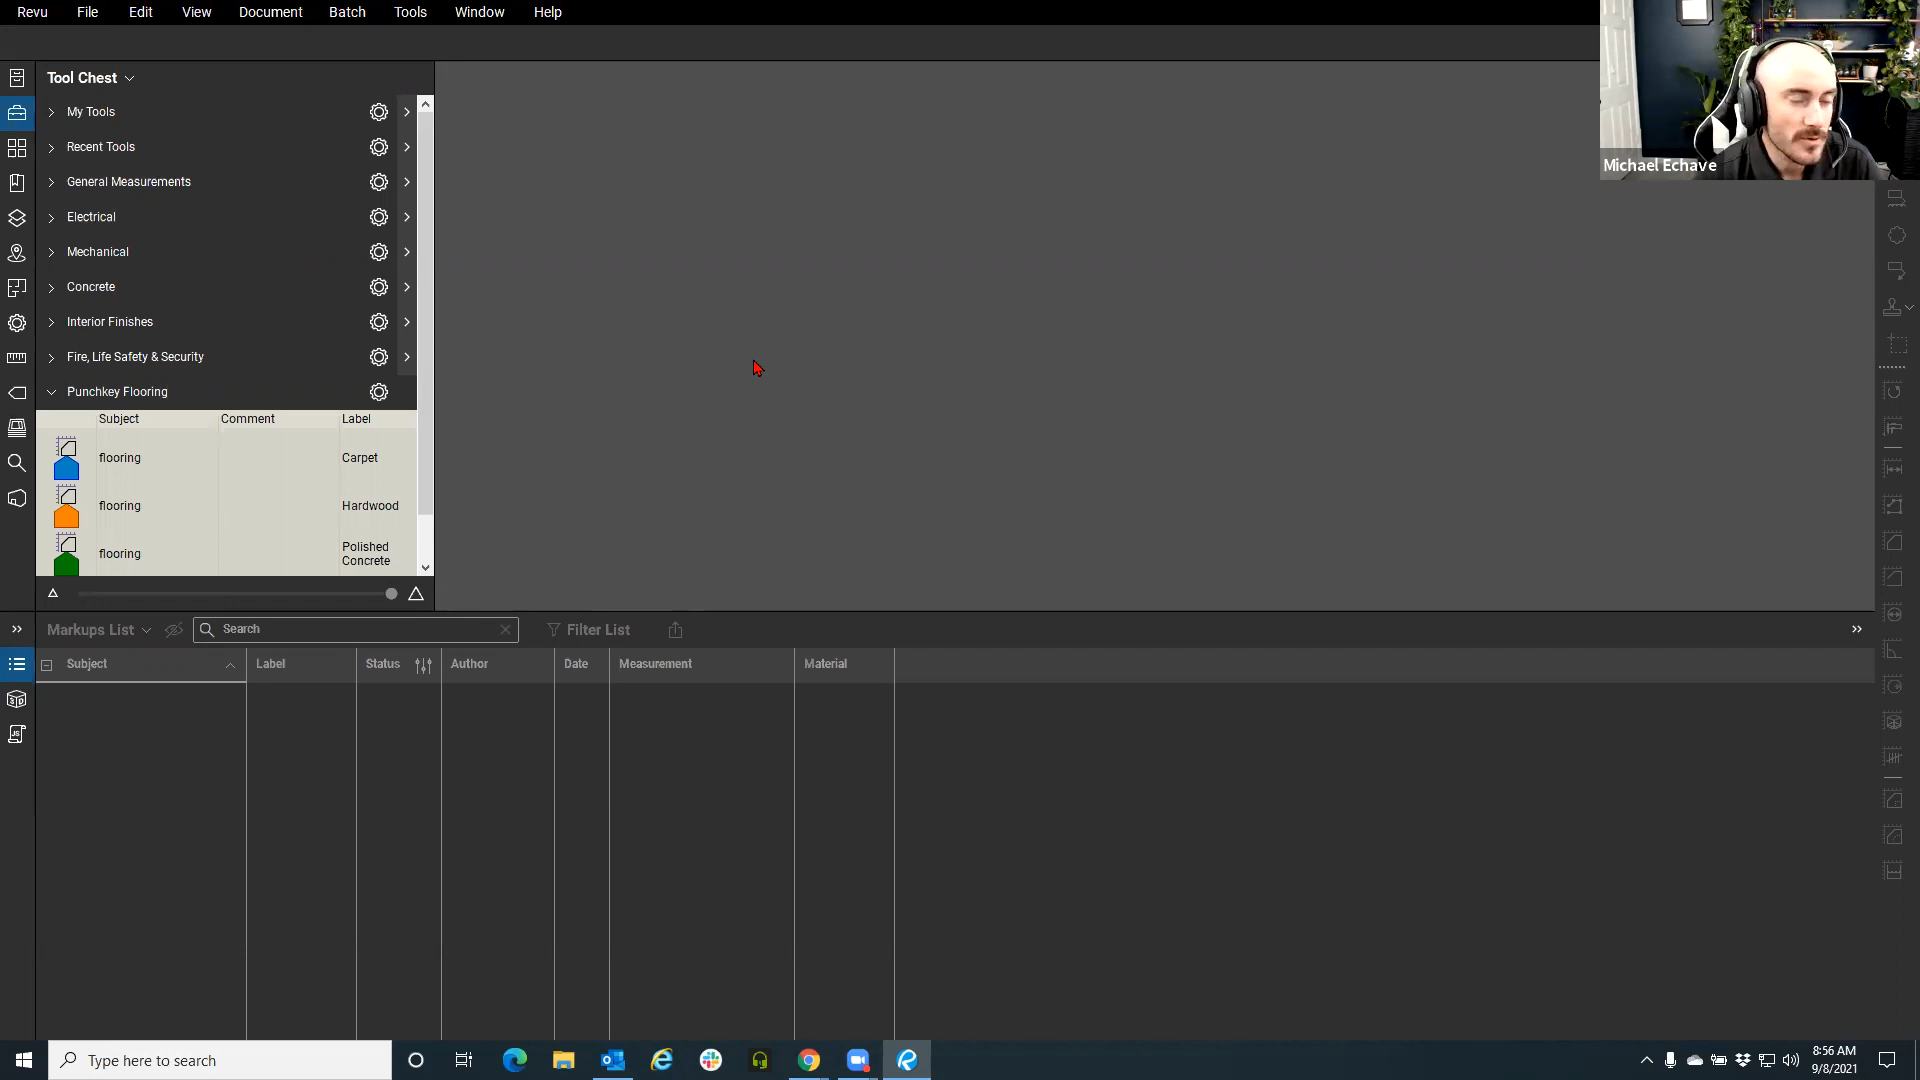 Revu File Edit View Document Batch Tools Window Help
Michael Echave
Tool Chest
My Tools
Recent Tools
General Measurements
Electrical
Mechanical
Concrete
Interior Finishes
Fire, Life Safety & Security
Punchkey Flooring
Subject Comment Label
flooring Carpet
flooring Hardwood
flooring Polished
Concrete
Markups List Search Filter List
Subject Label Status Author Date Measurement Material
JS
Type here to search
8:56 AM
9/8/2021